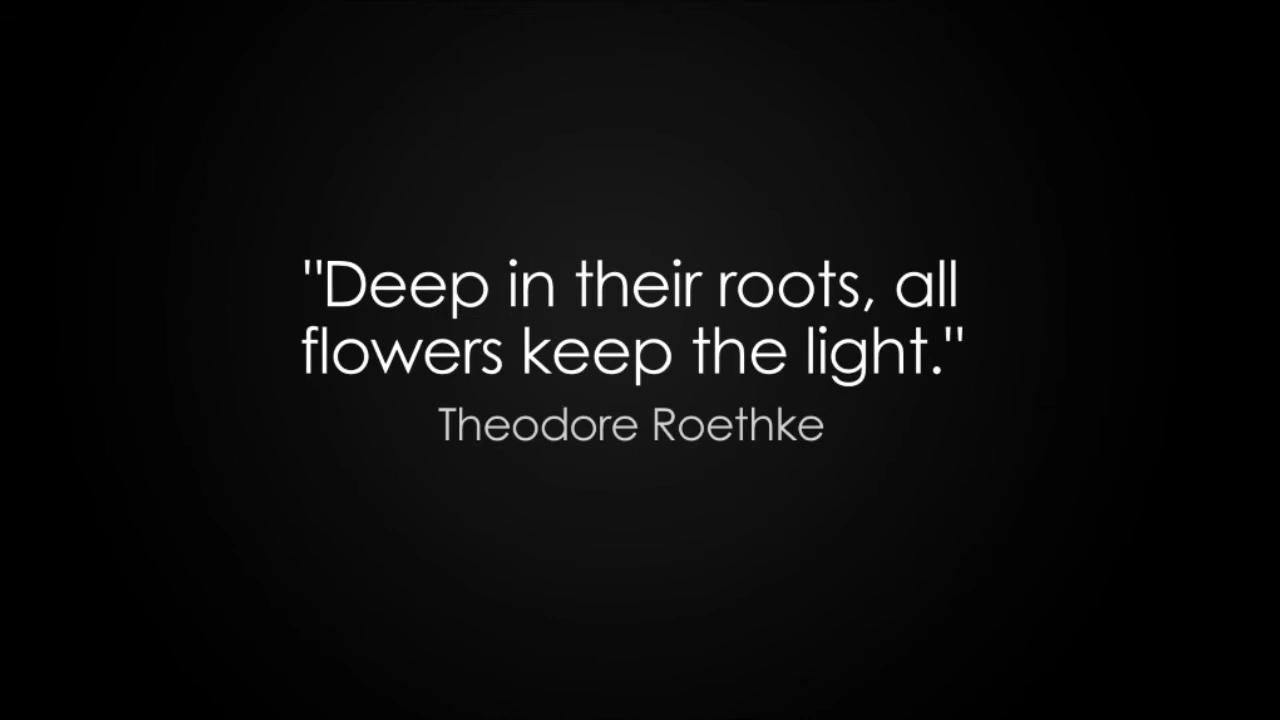 "Deep in their roots, all
flowers keep the light."
Theodore Roethke